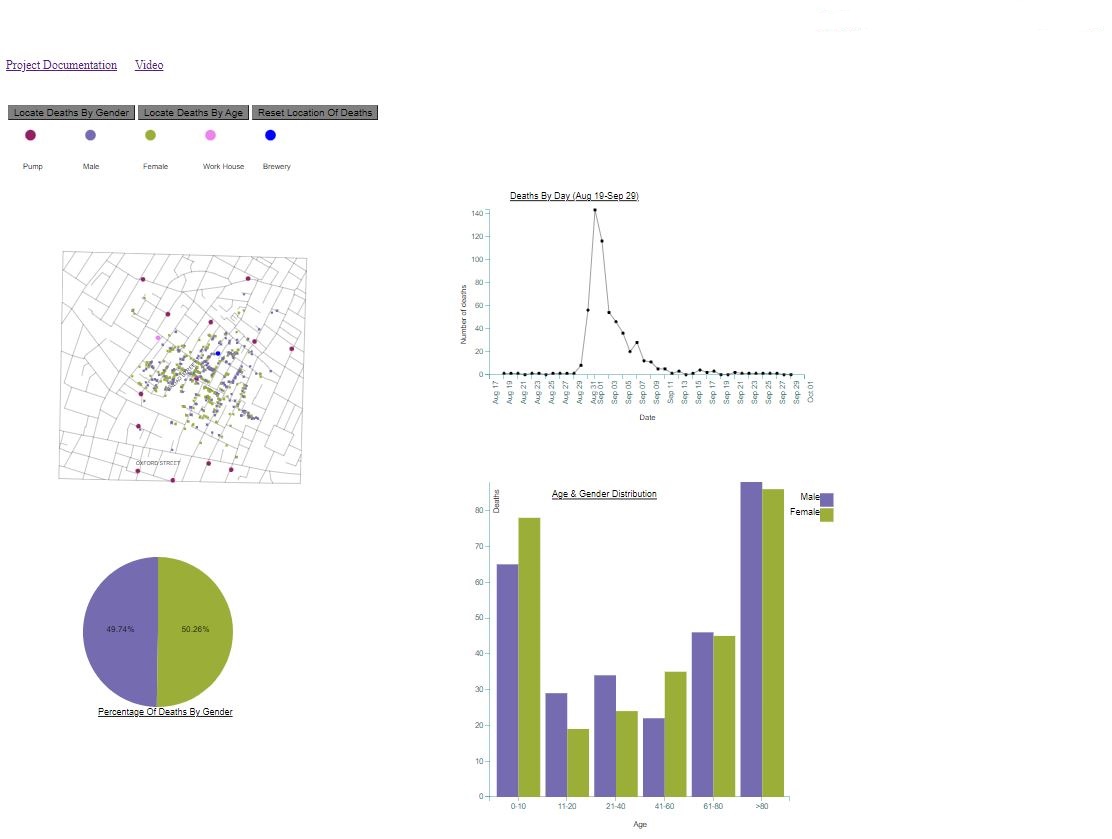 Project Documentation Video
Locate Deaths By Gender Locate Deaths By Age Reset Location Of Deaths
Pump Male Female Work House Brewery
OXFORD STREET
49.74% 50.26%
Percentage Of Deaths By Gender
Deaths By Day (Aug 19-Sep 29)
140
120
100
80
60
40
20
0
Number of deaths
Aug 17 Aug 19 Aug 21 Aug 23 Aug 25 Aug 27 Aug 29 Aug 31 Sep 01 Sep 03 Sep 05 Sep 07 Sep 09 Sep 11 Sep 13 Sep 15 Sep 17 Sep 19 Sep 21 Sep 23 Sep 25 Sep 27 Sep 29 Oct 01
Date
Age & Gender Distribution
Male
Female
Deaths
80
70
60
50
40
30
20
10
0
0-10 11-20 21-40 41-60 61-80 >80
Age